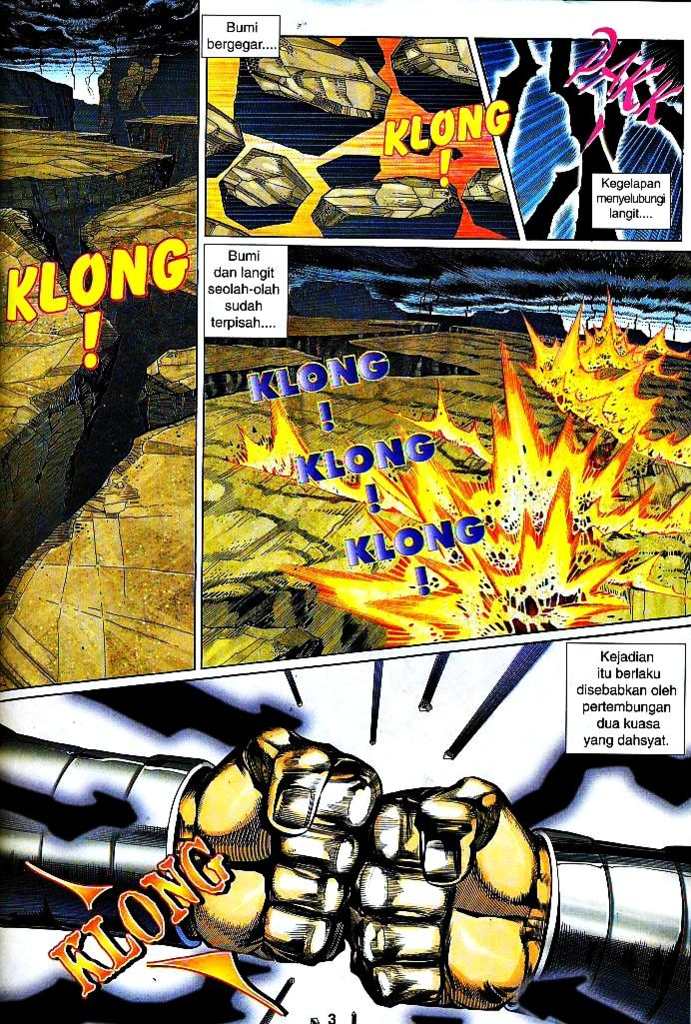 KLONG
!
Bumi
bergegar....
KLONG
!
PAKK
!
Kegelapan
menyelubungi
langit....
Bumi
dan langit
seolah-olah
sudah
terpisah....
KLONG
!
KLONG
!
KLONG
!
Kejadian
itu berlaku
disebabkan oleh
pertembungan
dua kuasa
yang dahsyat.
KLONG
3